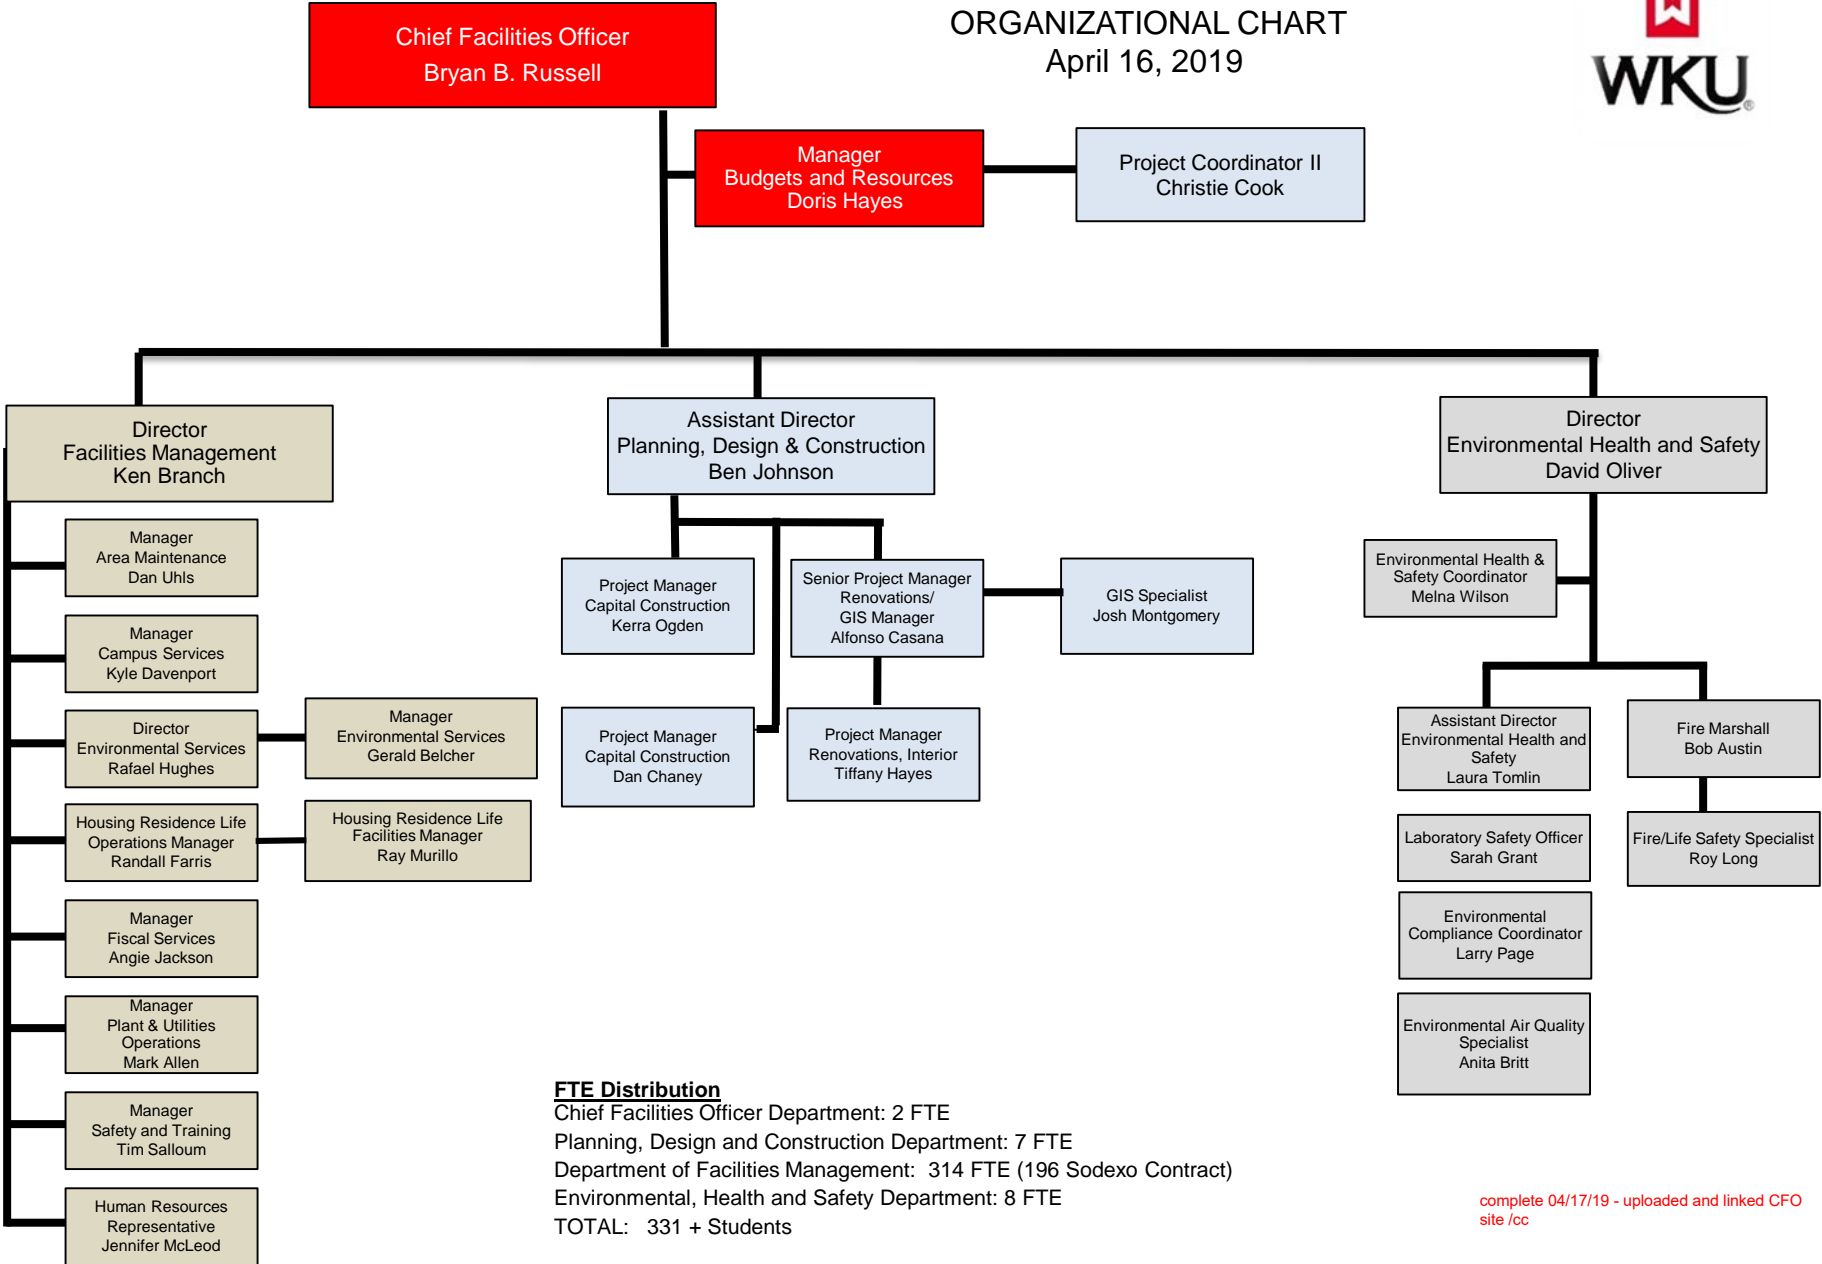 ORGANIZATIONAL CHART
April 16, 2019
WKU®
Chief Facilities Officer
Bryan B. Russell
Manager
Budgets and Resources
Doris Hayes
Project Coordinator II
Christie Cook
Director
Facilities Management
Ken Branch
Manager
Area Maintenance
Dan Uhls
Manager
Campus Services
Kyle Davenport
Director
Environmental Services
Rafael Hughes
Manager
Environmental Services
Gerald Belcher
Housing Residence Life
Operations Manager
Randall Farris
Housing Residence Life
Facilities Manager
Ray Murillo
Manager
Fiscal Services
Angie Jackson
Manager
Plant & Utilities
Operations
Mark Allen
Manager
Safety and Training
Tim Salloum
Human Resources
Representative
Jennifer McLeod
Assistant Director
Planning, Design & Construction
Ben Johnson
Project Manager
Capital Construction
Kerra Ogden
Senior Project Manager
Renovations/
GIS Manager
Alfonso Casana
GIS Specialist
Josh Montgomery
Project Manager
Capital Construction
Dan Chaney
Project Manager
Renovations, Interior
Tiffany Hayes
Director
Environmental Health and Safety
David Oliver
Environmental Health &
Safety Coordinator
Melna Wilson
Assistant Director
Environmental Health and
Safety
Laura Tomlin
Fire Marshall
Bob Austin
Laboratory Safety Officer
Sarah Grant
Fire/Life Safety Specialist
Roy Long
Environmental
Compliance Coordinator
Larry Page
Environmental Air Quality
Specialist
Anita Britt
FTE Distribution
Chief Facilities Officer Department: 2 FTE
Planning, Design and Construction Department: 7 FTE
Department of Facilities Management: 314 FTE (196 Sodexo Contract)
Environmental, Health and Safety Department: 8 FTE
TOTAL: 331 + Students
complete 04/17/19 - uploaded and linked CFO
site /cc